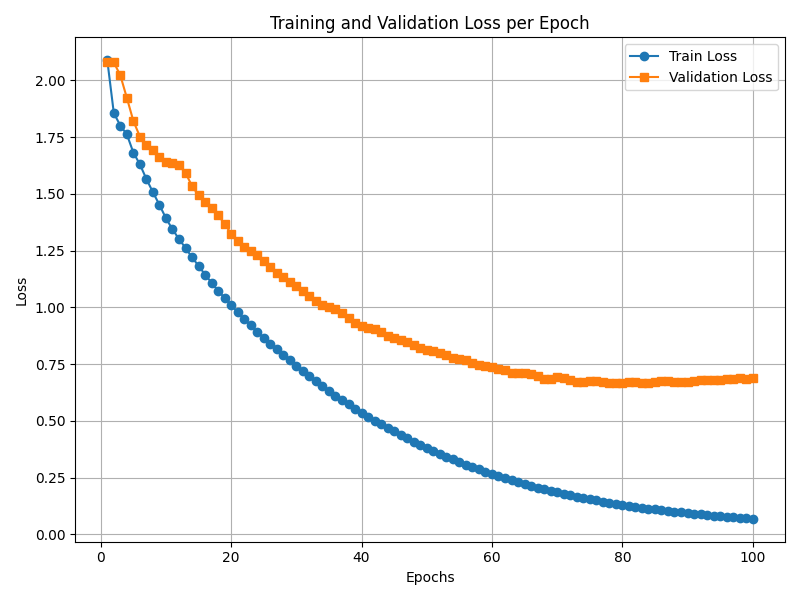 Training and Validation Loss per Epoch
Train Loss
Validation Loss
2.00
1.75
1.50
1.25
1.00
0.75
0.50
0.25
0.00
Loss
0 20 40 60 80 100
Epochs